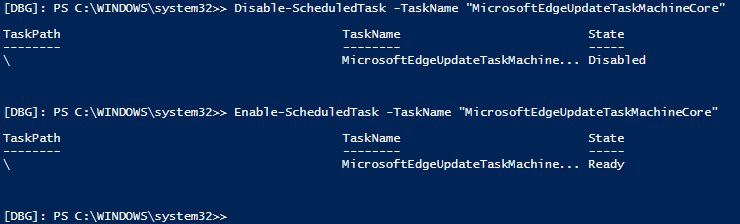 [DBG]: PS C:\WINDOWS\system32>> Disable-ScheduledTask -TaskName "MicrosoftEdgeUpdateTaskMachineCore"
TaskPath TaskName State
-------- -------- -----
\ MicrosoftEdgeUpdateTaskMachine... Disabled
[DBG]: PS C:\WINDOWS\system32>> Enable-ScheduledTask -TaskName "MicrosoftEdgeUpdateTaskMachineCore"
TaskPath TaskName State
-------- -------- -----
\ MicrosoftEdgeUpdateTaskMachine... Ready
[DBG]: PS C:\WINDOWS\system32>>